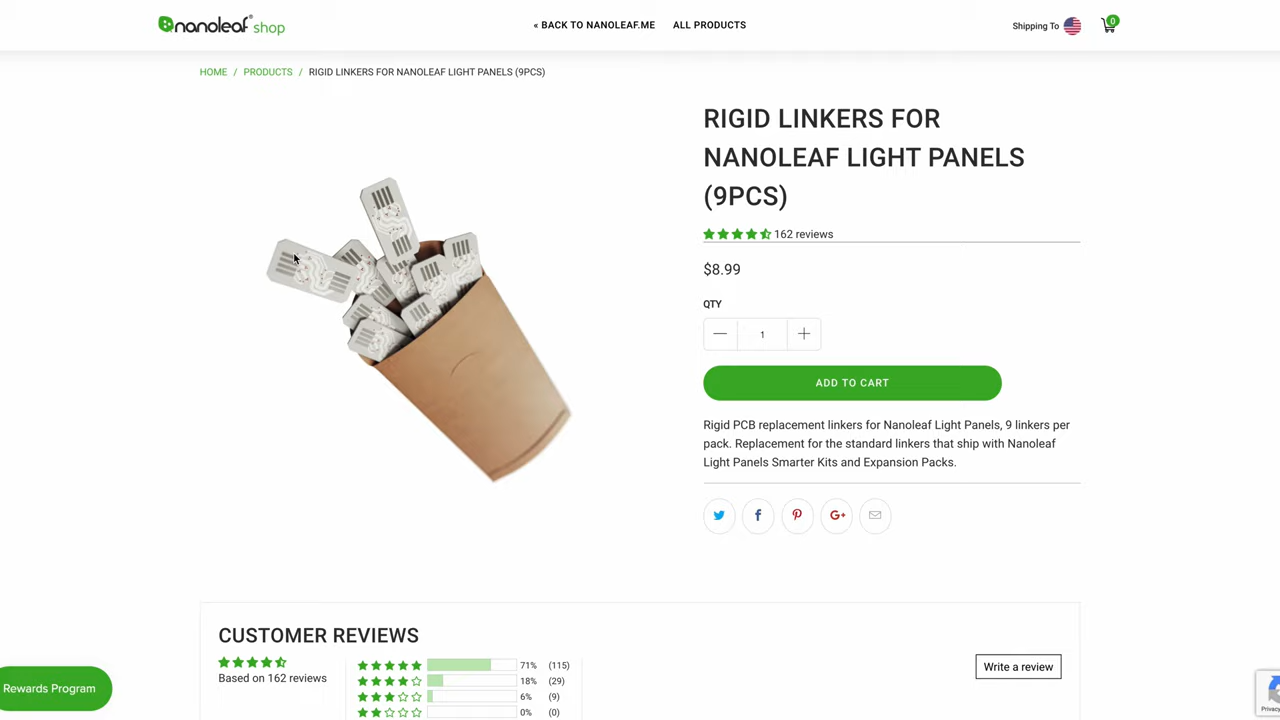 nanoleaf® shop
« BACK TO NANOLEAF.ME
ALL PRODUCTS
Shipping To
0
HOME / PRODUCTS / RIGID LINKERS FOR NANOLEAF LIGHT PANELS (9PCS)
RIGID LINKERS FOR
NANOLEAF LIGHT PANELS
(9PCS)
162 reviews
$8.99
QTY
1
ADD TO CART
Rigid PCB replacement linkers for Nanoleaf Light Panels, 9 linkers per
pack. Replacement for the standard linkers that ship with Nanoleaf
Light Panels Smarter Kits and Expansion Packs.
G+
CUSTOMER REVIEWS
Based on 162 reviews
71% (115)
18% (29)
6% (9)
0% (0)
Write a review
Rewards Program
Privacy